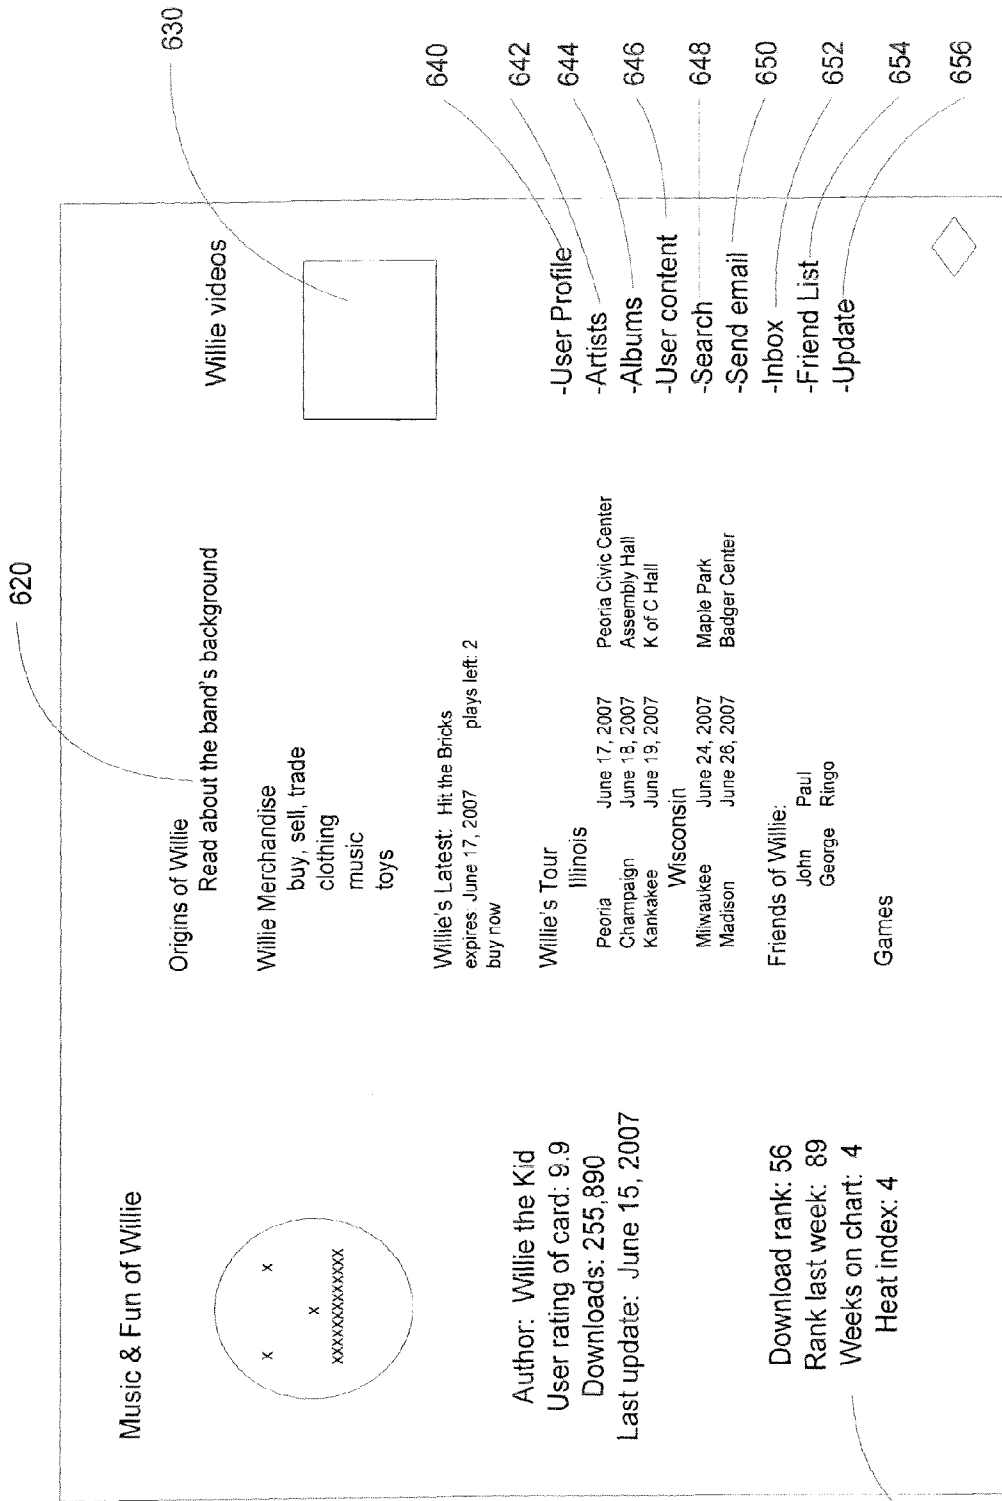 620
630
Music & Fun of Willie
x x
x
xxxxxxxxxxxxx
Author: Willie the Kid
User rating of card: 9.9
Downloads: 255,890
Last update: June 15, 2007
Download rank: 56
Rank last week: 89
Weeks on chart: 4
Heat index: 4
Origins of Willie
Read about the band's background
Willie Merchandise
buy, sell, trade
clothing
music
toys
Willie's Latest: Hit the Bricks
expires: June 17, 2007 plays left: 2
buy now
Willie's Tour
Illinois
Peoria June 17, 2007 Peoria Civic Center
Champaign June 18, 2007 Assembly Hall
Kankakee June 19, 2007 K of C Hall
Wisconsin
Milwaukee June 24, 2007 Maple Park
Madison June 26, 2007 Badger Center
Friends of Willie:
John Paul
George Ringo
Games
Willie videos
-User Profile 640
-Artists 642
-Albums 644
-User content 646
-Search 648
-Send email 650
-Inbox 652
-Friend List 654
-Update 656